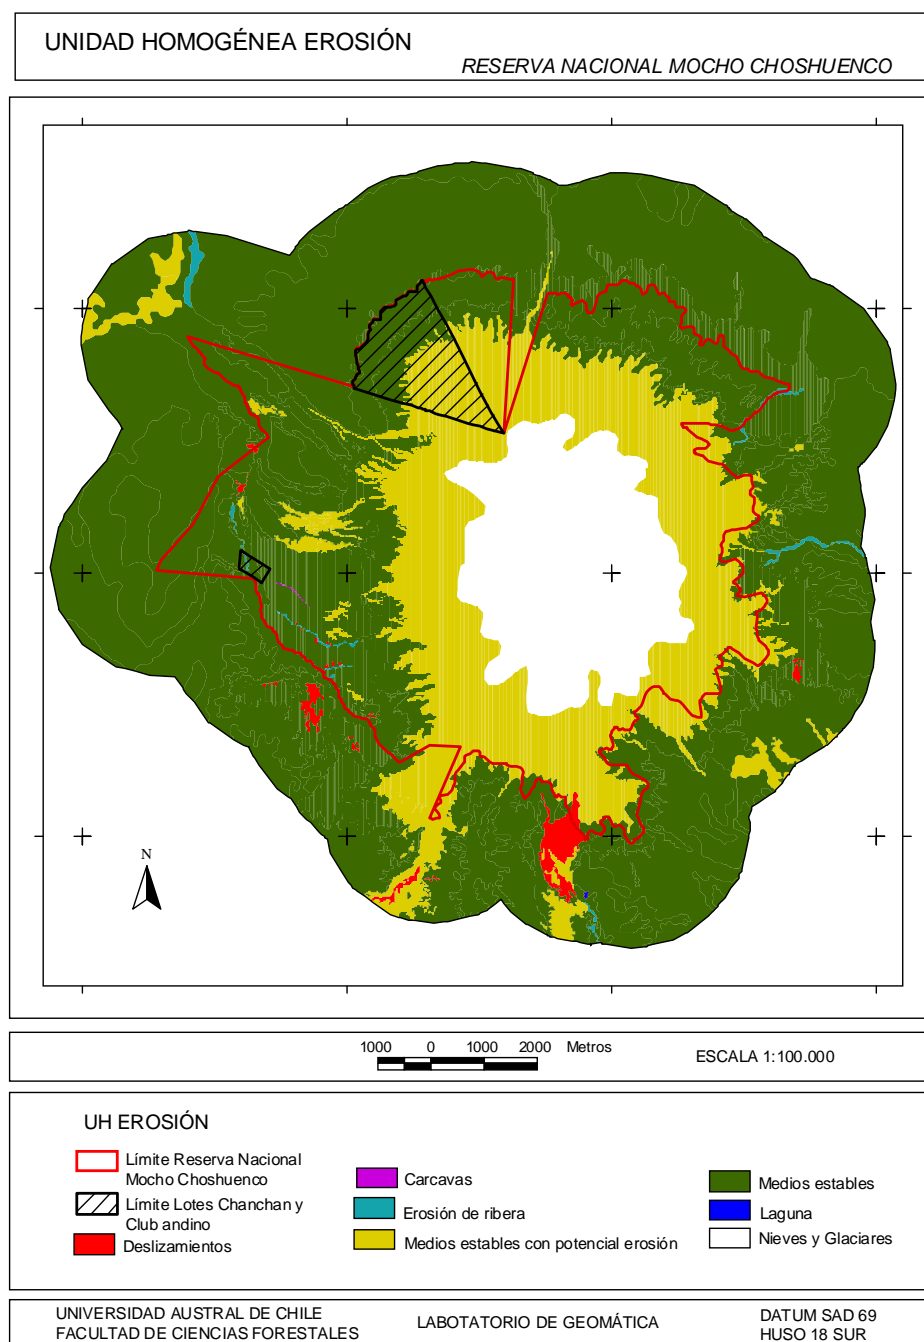 UNIDAD HOMOGÉNEA EROSIÓN
RESERVA NACIONAL MOCHO CHOSHUENCO
N
1000 0 1000 2000 Metros
ESCALA 1:100.000
UH EROSIÓN
Límite Reserva Nacional
Mocho Choshuenco
Límite Lotes Chanchan y
Club andino
Deslizamientos
Carcavas
Erosión de ribera
Medios estables con potencial erosión
Medios estables
Laguna
Nieves y Glaciares
UNIVERSIDAD AUSTRAL DE CHILE
FACULTAD DE CIENCIAS FORESTALES
LABOTATORIO DE GEOMÁTICA
DATUM SAD 69
HUSO 18 SUR